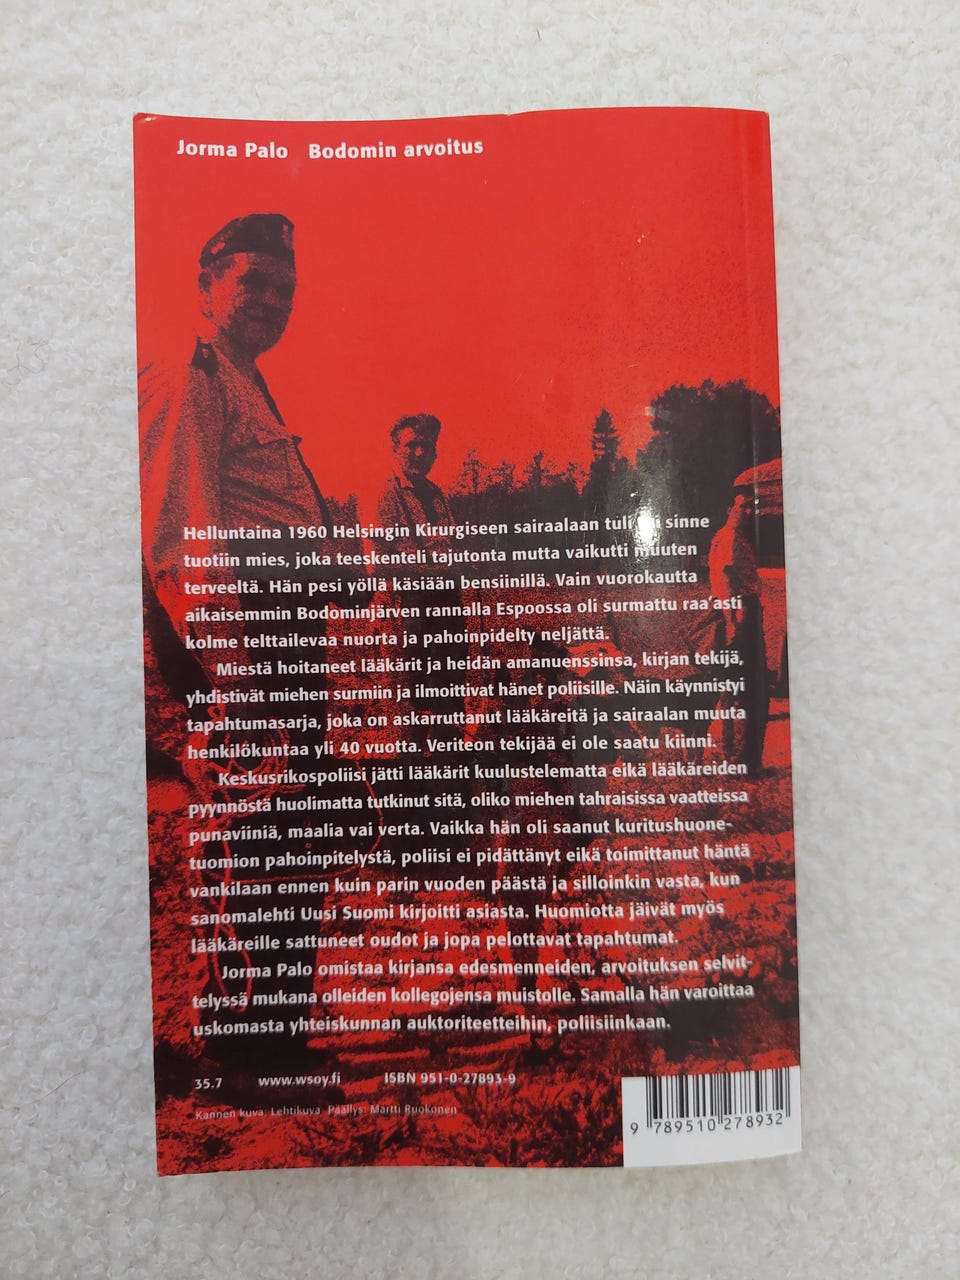 Jorma Palo Bodomin arvoitus
Helluntaina 1960 Helsingin Kirurgiseen sairaalaan sinne
tuotiin mies, joka teeskenteli tajutonta mutta vaikutti muuten
terveeltä. Hän pesi yöllä käsiään bensiinillä. Vain vuorokautta
aikaisemmin Bodominjärven rannalla Espoossa oli surmattu raa'asti
kolme telttailevaa nuorta ja pahoinpidelty neljättä.
Miestä hoitaneet lääkärit ja heidän amanuenssinsa, kirjan tekijä,
yhdistivät miehen surmiin ja ilmoittivat hänet poliisille. Näin käynnistyi
tapahtumasarja, joka on askarruttanut lääkäreitä ja sairaalan muuta
henkilökuntaa yli 40 vuotta. Veriteon tekijää ei ole saatu kiinni.
Keskusrikospoliisi jätti lääkärit kuulustelematta eikä lääkäreiden
pyynnöstä huolimatta tutkinut sitä, oliko miehen tahraisissa vaatteissa
punaviiniä, maalia vai verta. Vaikka hän oli saanut kuritushuone-
tuomion pahoinpitelystä, poliisi ei pidättänyt eikä toimittanut häntä
vankilaan ennen kuin parin vuoden päästä ja silloinkin vasta, kun
sanomalehti Uusi Suomi kirjoitti asiasta. Huomiotta jäivät myös
lääkäreille sattuneet oudot ja jopa pelottavat tapahtumat.
Jorma Palo omistaa kirjansa edesmenneiden, arvoituksen selvit-
telyssä mukana olleiden kollegojensa muistolle. Samalla hän varoittaa
uskomasta yhteiskunnan auktoriteetteihin, poliisiinkaan.
35.7 www.wsoy.fi ISBN 951-0-27893-9
Kannen kuva: Lehtikuva Päällys: Martti Ruokonen
9 789510 278932